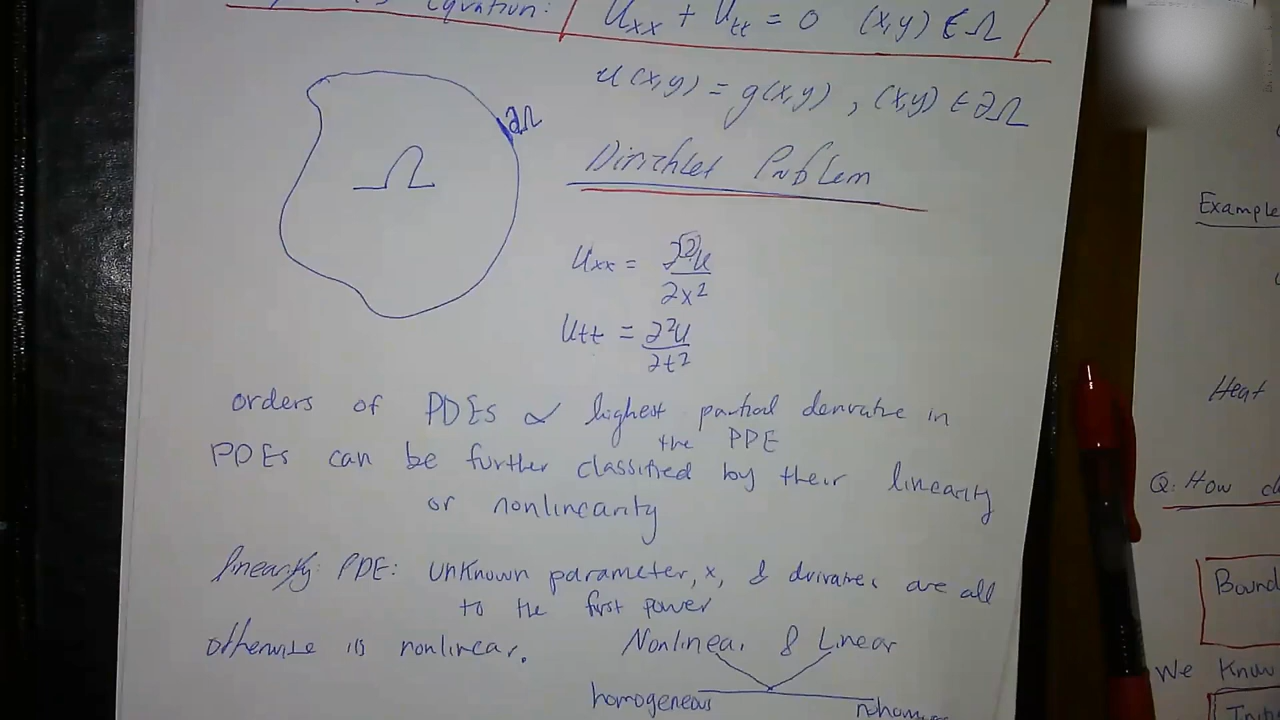 Equation: Uxx + Utt = 0 (x,y) ∈ Ω
u(x,y) = g(x,y), (x,y) ∈ ∂Ω
∂Ω
Ω
Dirichlet Problem
Uxx = ∂²u/∂x²
Utt = ∂²u/∂t²
orders of PDEs ∝ highest partial derivative in
the PDE
PDEs can be further classified by their linearity
or nonlinearity
linearity PDE: Unknown parameter, x, & derivatives are all
to the first power
otherwise is nonlinear.
Nonlinear & Linear
homogeneous
Example
Heat
Q: How
Bound
We Know